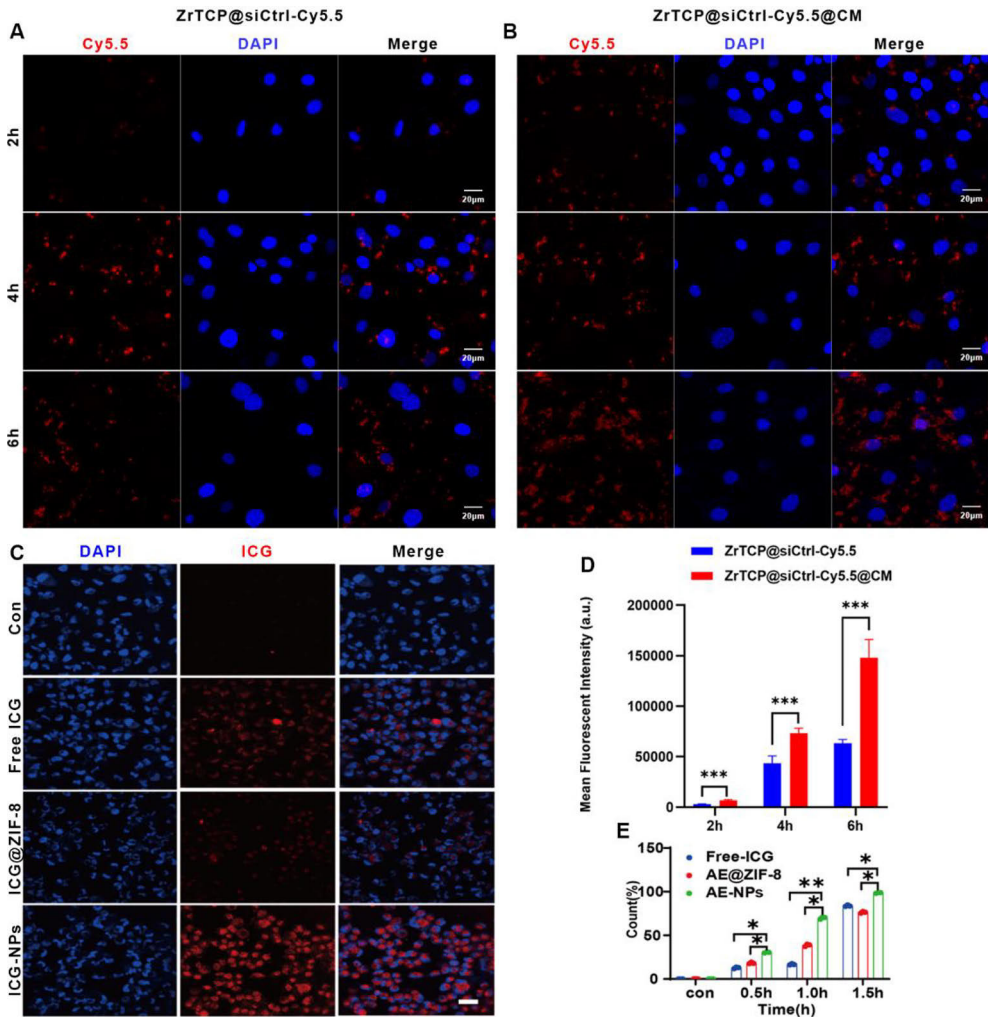 ZrTCP@siCtrl-Cy5.5
ZrTCP@siCtrl-Cy5.5@CM
A
Cy5.5 DAPI Merge
2h
20μm
4h
20μm
6h
20μm
B
Cy5.5 DAPI Merge
20μm
20μm
20μm
C
DAPI ICG Merge
Con
Free ICG
ICG@ZIF-8
ICG-NPs
D
ZrTCP@siCtrl-Cy5.5
ZrTCP@siCtrl-Cy5.5@CM
Mean Fluorescent Intensity (a.u.)
200000
150000
100000
50000
0
***
***
***
2h 4h 6h
E
Free-ICG
AE@ZIF-8
AE-NPs
Count(%)
100
50
0
*
*
**
*
*
*
con 0.5h 1.0h 1.5h
Time(h)